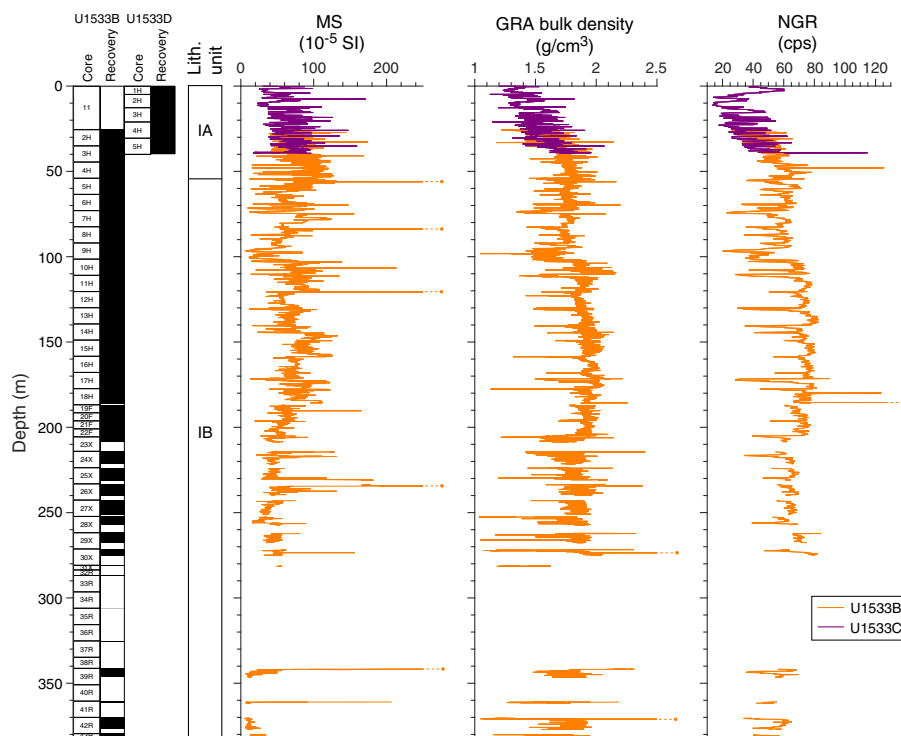 U1533B U1533D
Core Recovery Core Recovery
Lith. unit
MS
(10-5 SI)
GRA bulk density
(g/cm3)
NGR
(cps)
0 100 200
1 1.5 2 2.5
20 40 60 80 100 120
Depth (m)
0
50
100
150
200
250
300
350
11
2H
3H
4H
5H
6H
7H
8H
9H
10H
11H
12H
13H
14H
15H
16H
17H
18H
19F
20F
21F
22F
23X
24X
25X
26X
27X
28X
29X
30X
31X
32R
33R
34R
35R
36R
37R
38R
39R
40R
41R
42R
1H
2H
3H
4H
5H
IA
IB
U1533B
U1533C